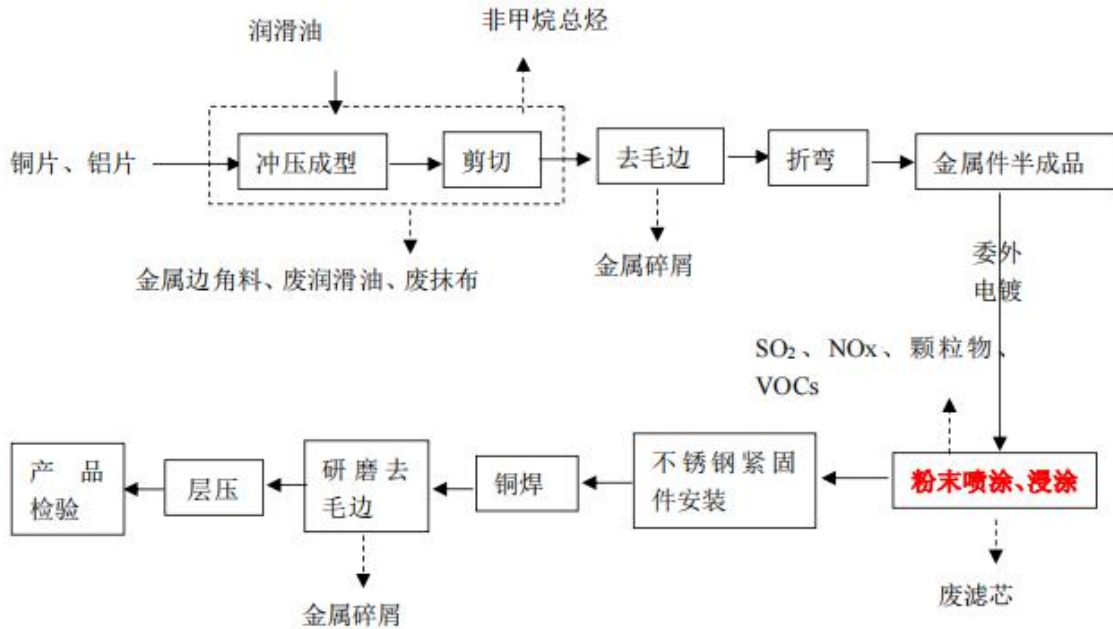 润滑油
非甲烷总烃
铜片、铝片
冲压成型
剪切
去毛边
折弯
金属件半成品
金属边角料、废润滑油、废抹布
金属碎屑
委外
电镀
SO₂、NOx、颗粒物、
VOCs
产品
检验
层压
研磨去
毛边
铜焊
不锈钢紧固
件安装
粉末喷涂、浸涂
金属碎屑
废滤芯